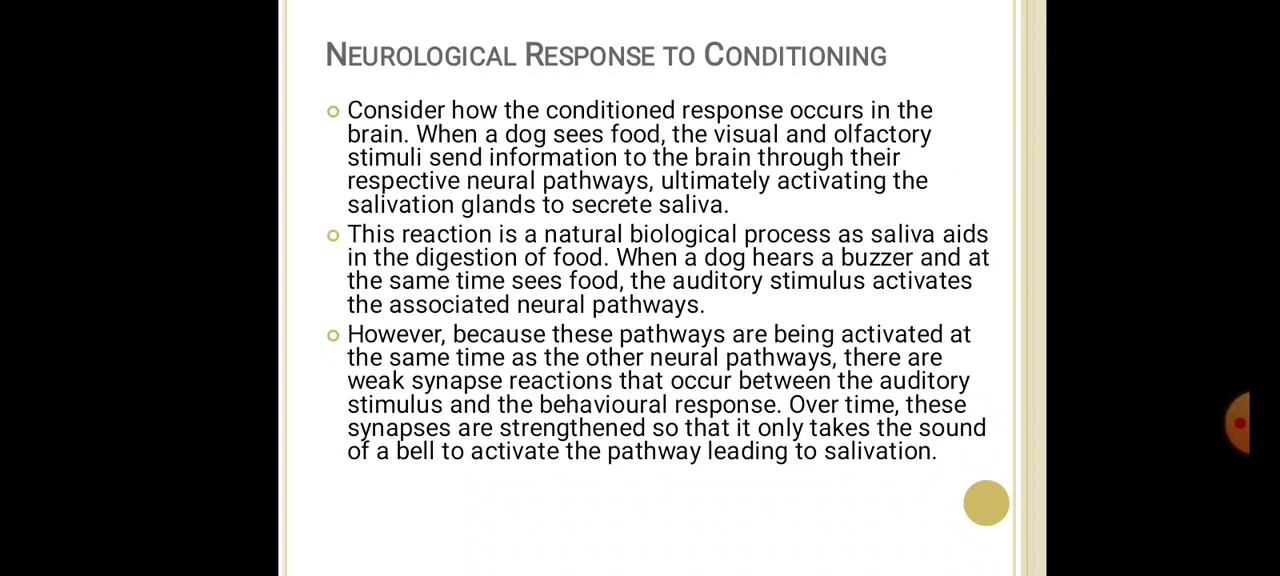 Neurological Response to Conditioning
Consider how the conditioned response occurs in the
brain. When a dog sees food, the visual and olfactory
stimuli send information to the brain through their
respective neural pathways, ultimately activating the
salivation glands to secrete saliva.
This reaction is a natural biological process as saliva aids
in the digestion of food. When a dog hears a buzzer and at
the same time sees food, the auditory stimulus activates
the associated neural pathways.
However, because these pathways are being activated at
the same time as the other neural pathways, there are
weak synapse reactions that occur between the auditory
stimulus and the behavioural response. Over time, these
synapses are strengthened so that it only takes the sound
of a bell to activate the pathway leading to salivation.